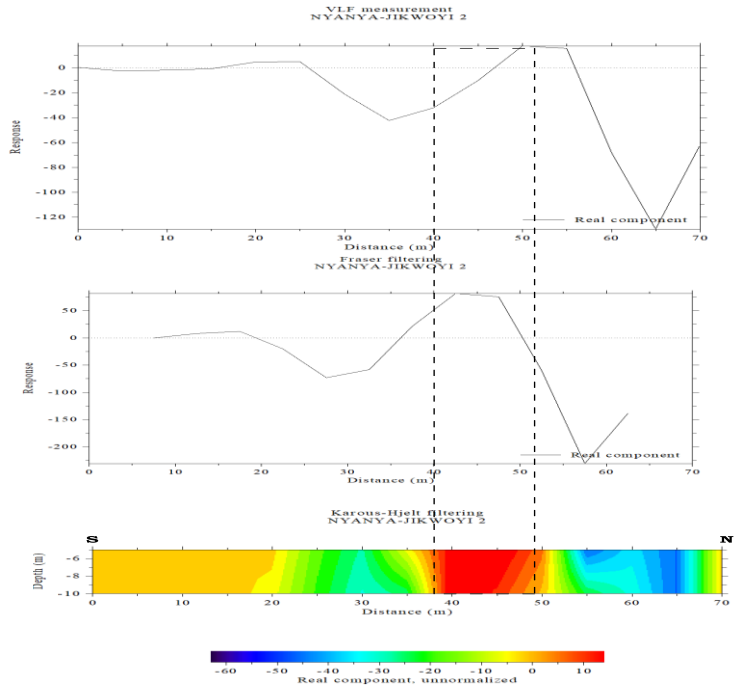 VLF measurement
NYANYA-JIKWOYI 2
0
-20
-40
-60
-80
-100
-120
Response
Real component
0 10 20 30 40 50 60 70
Distance (m)
Fraser filtering
NYANYA-JIKWOYI 2
50
0
-50
-100
-150
-200
Response
Real component
0 10 20 30 40 50 60 70
Distance (m)
Karous-Hjelt filtering
NYANYA-JIKWOYI 2
S N
-6
-8
-10
Depth (m)
0 10 20 30 40 50 60 70
Distance (m)
-60 -50 -40 -30 -20 -10 0 10
Real component, unnormalized